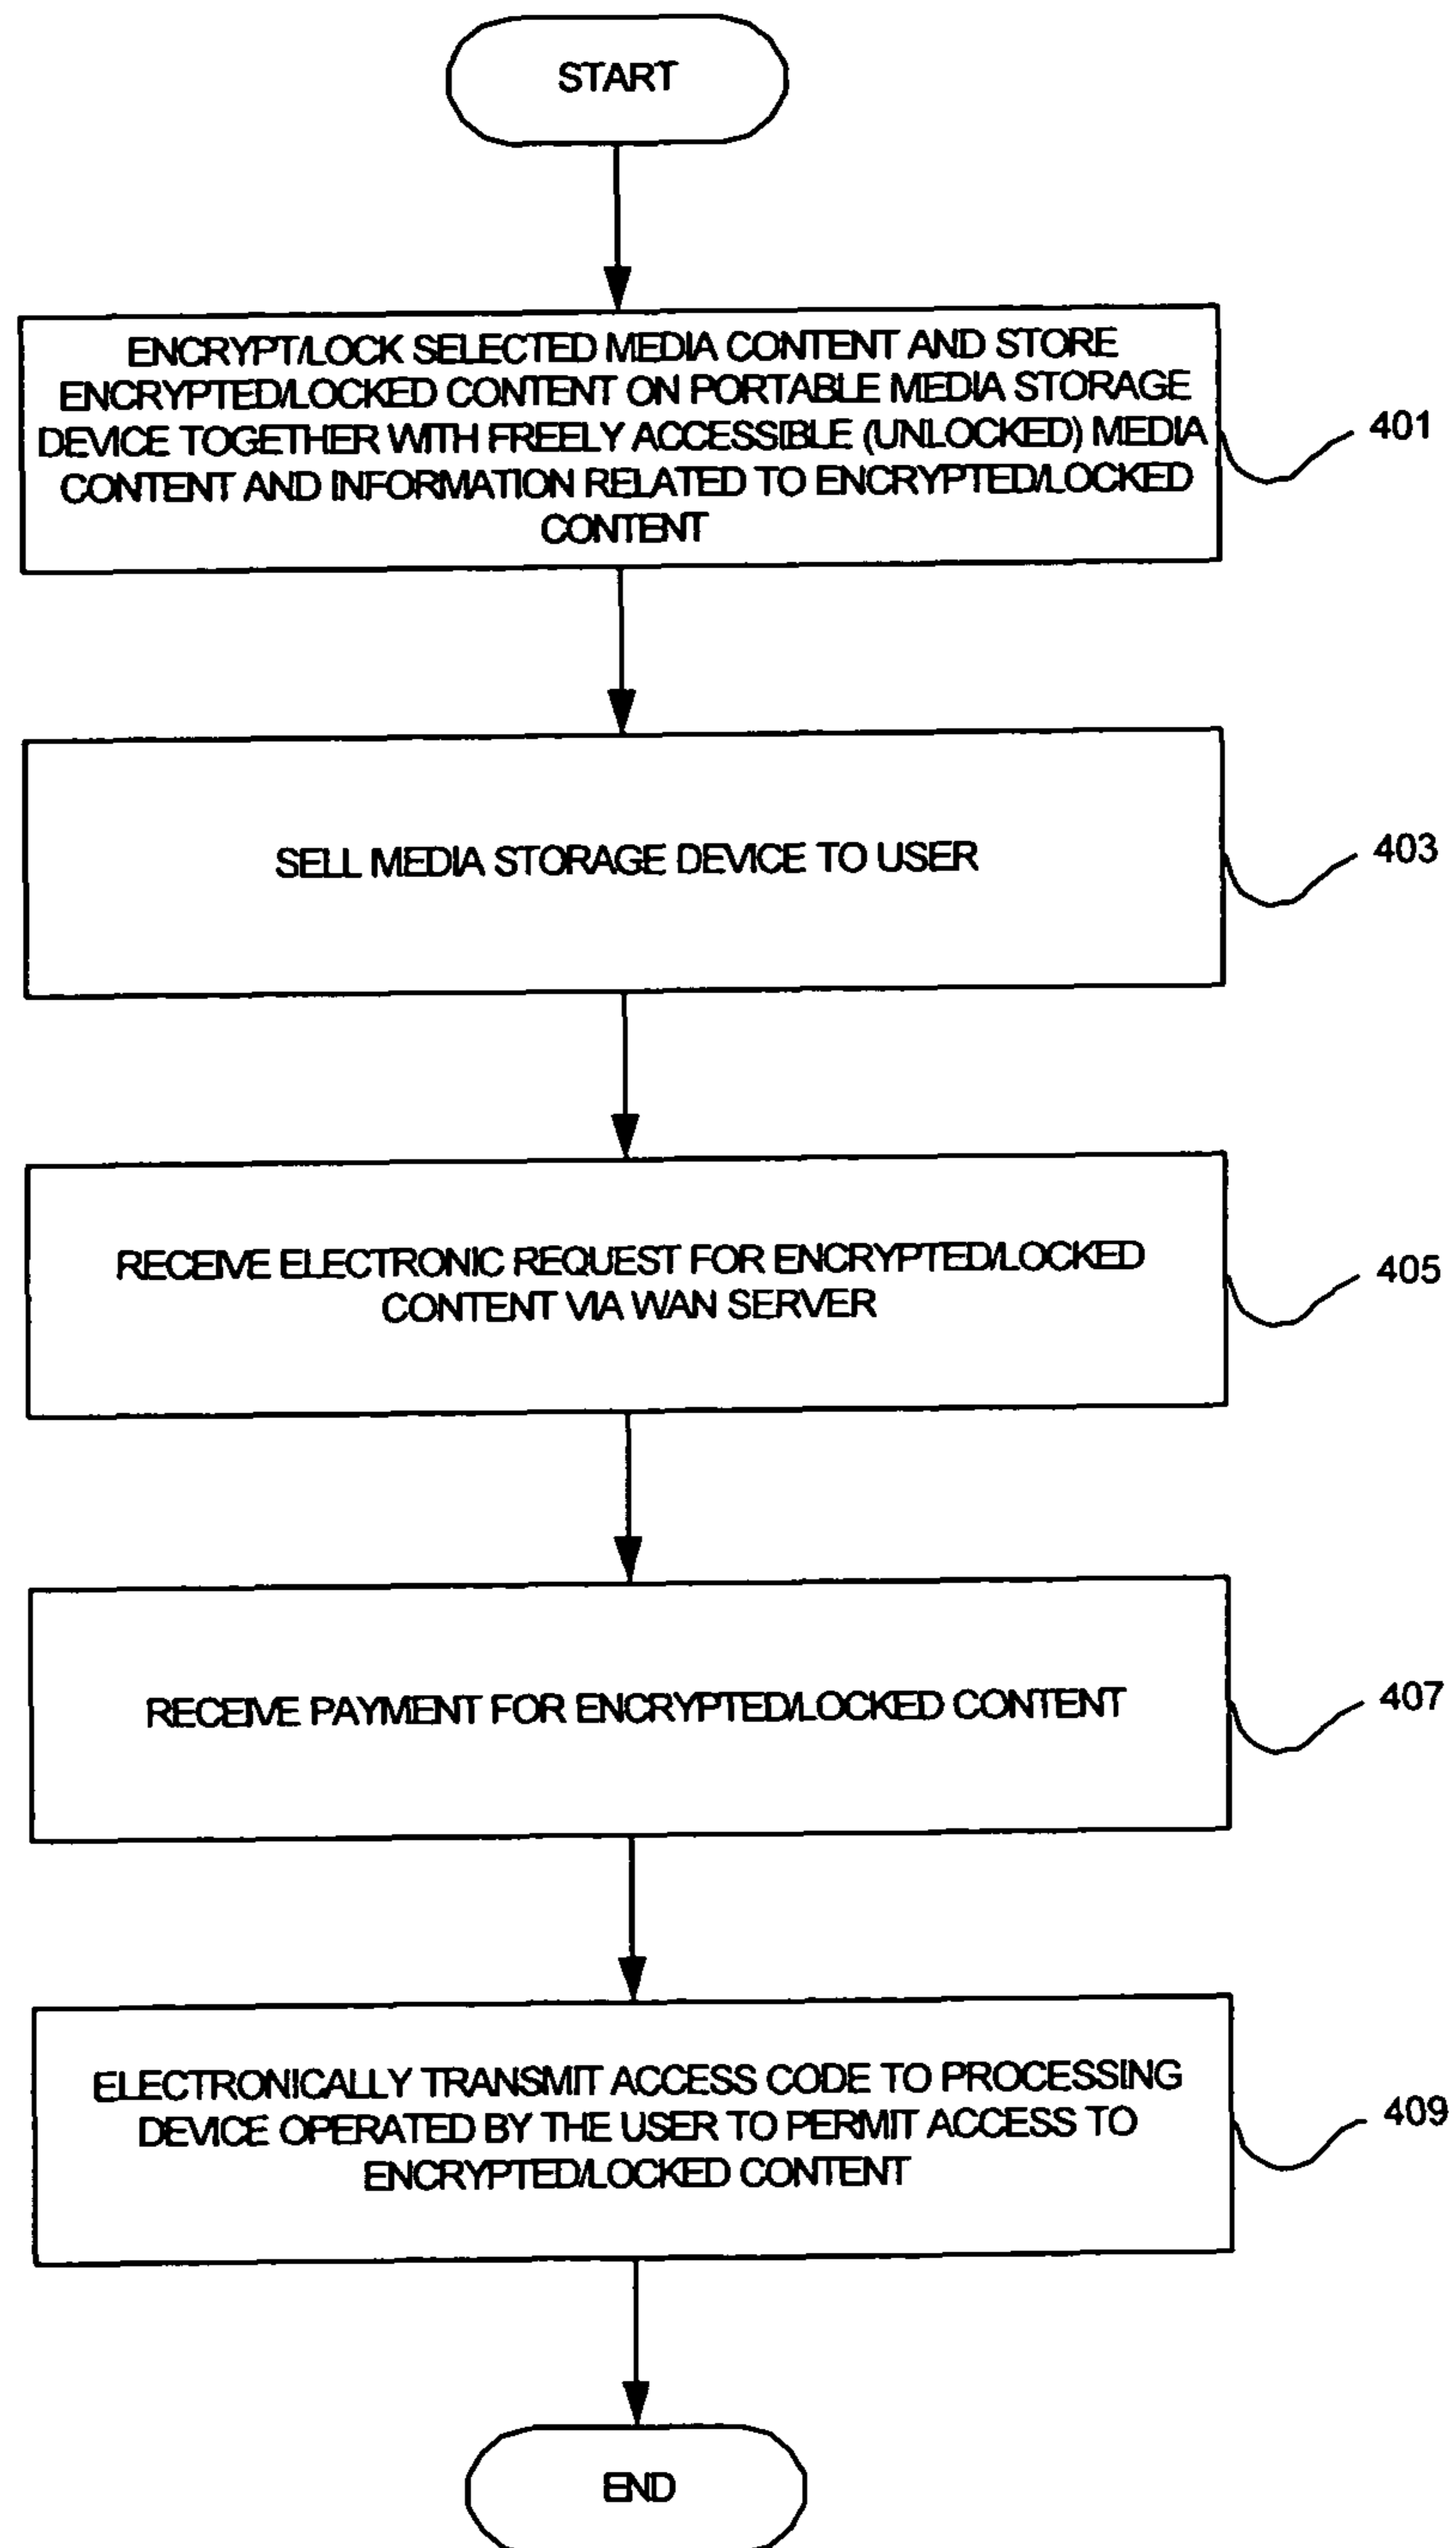 START
ENCRYPT/LOCK SELECTED MEDIA CONTENT AND STORE
ENCRYPTED/LOCKED CONTENT ON PORTABLE MEDIA STORAGE
DEVICE TOGETHER WITH FREELY ACCESSIBLE (UNLOCKED) MEDIA
CONTENT AND INFORMATION RELATED TO ENCRYPTED/LOCKED
CONTENT
401
SELL MEDIA STORAGE DEVICE TO USER
403
RECEIVE ELECTRONIC REQUEST FOR ENCRYPTED/LOCKED
CONTENT VIA WAN SERVER
405
RECEIVE PAYMENT FOR ENCRYPTED/LOCKED CONTENT
407
ELECTRONICALLY TRANSMIT ACCESS CODE TO PROCESSING
DEVICE OPERATED BY THE USER TO PERMIT ACCESS TO
ENCRYPTED/LOCKED CONTENT
409
END